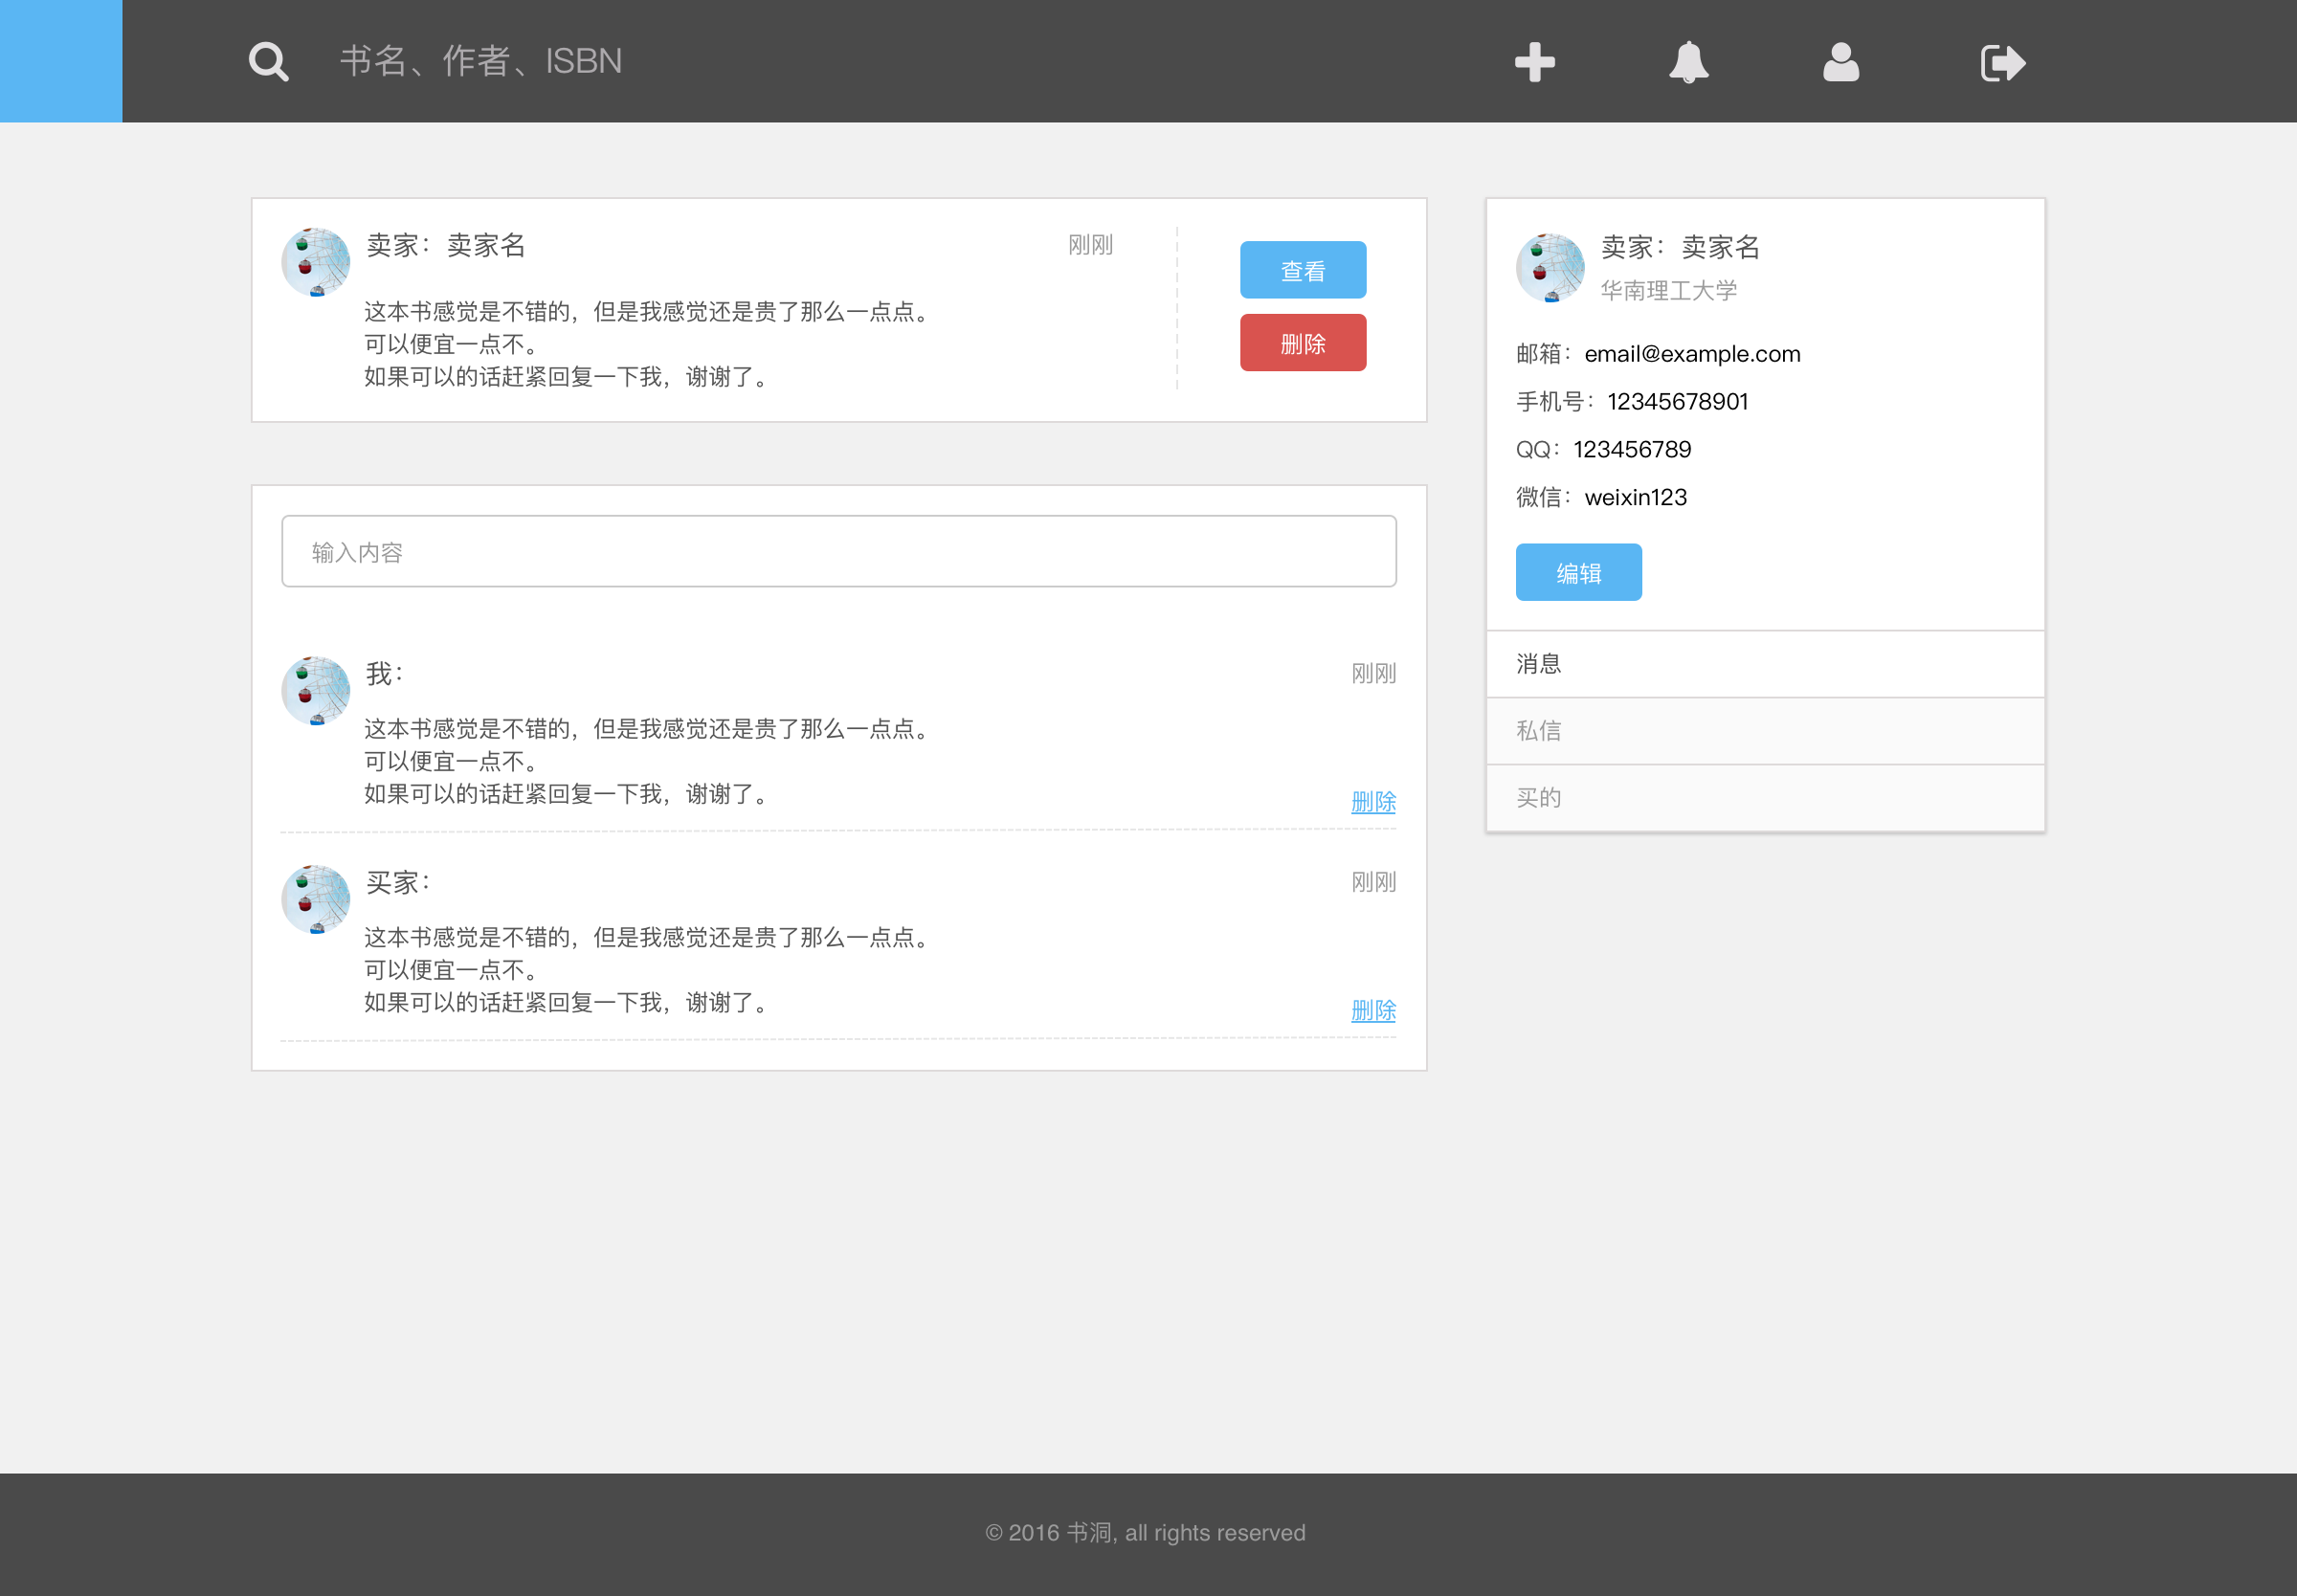 书名、作者、ISBN
卖家：卖家名
刚刚
这本书感觉是不错的，但是我感觉还是贵了那么一点点。
可以便宜一点不。
如果可以的话赶紧回复一下我，谢谢了。
查看
删除
输入内容
我：
刚刚
这本书感觉是不错的，但是我感觉还是贵了那么一点点。
可以便宜一点不。
如果可以的话赶紧回复一下我，谢谢了。
删除
买家：
刚刚
这本书感觉是不错的，但是我感觉还是贵了那么一点点。
可以便宜一点不。
如果可以的话赶紧回复一下我，谢谢了。
删除
卖家：卖家名
华南理工大学
邮箱：email@example.com
手机号：12345678901
QQ：123456789
微信：weixin123
编辑
消息
私信
买的
© 2016 书洞, all rights reserved